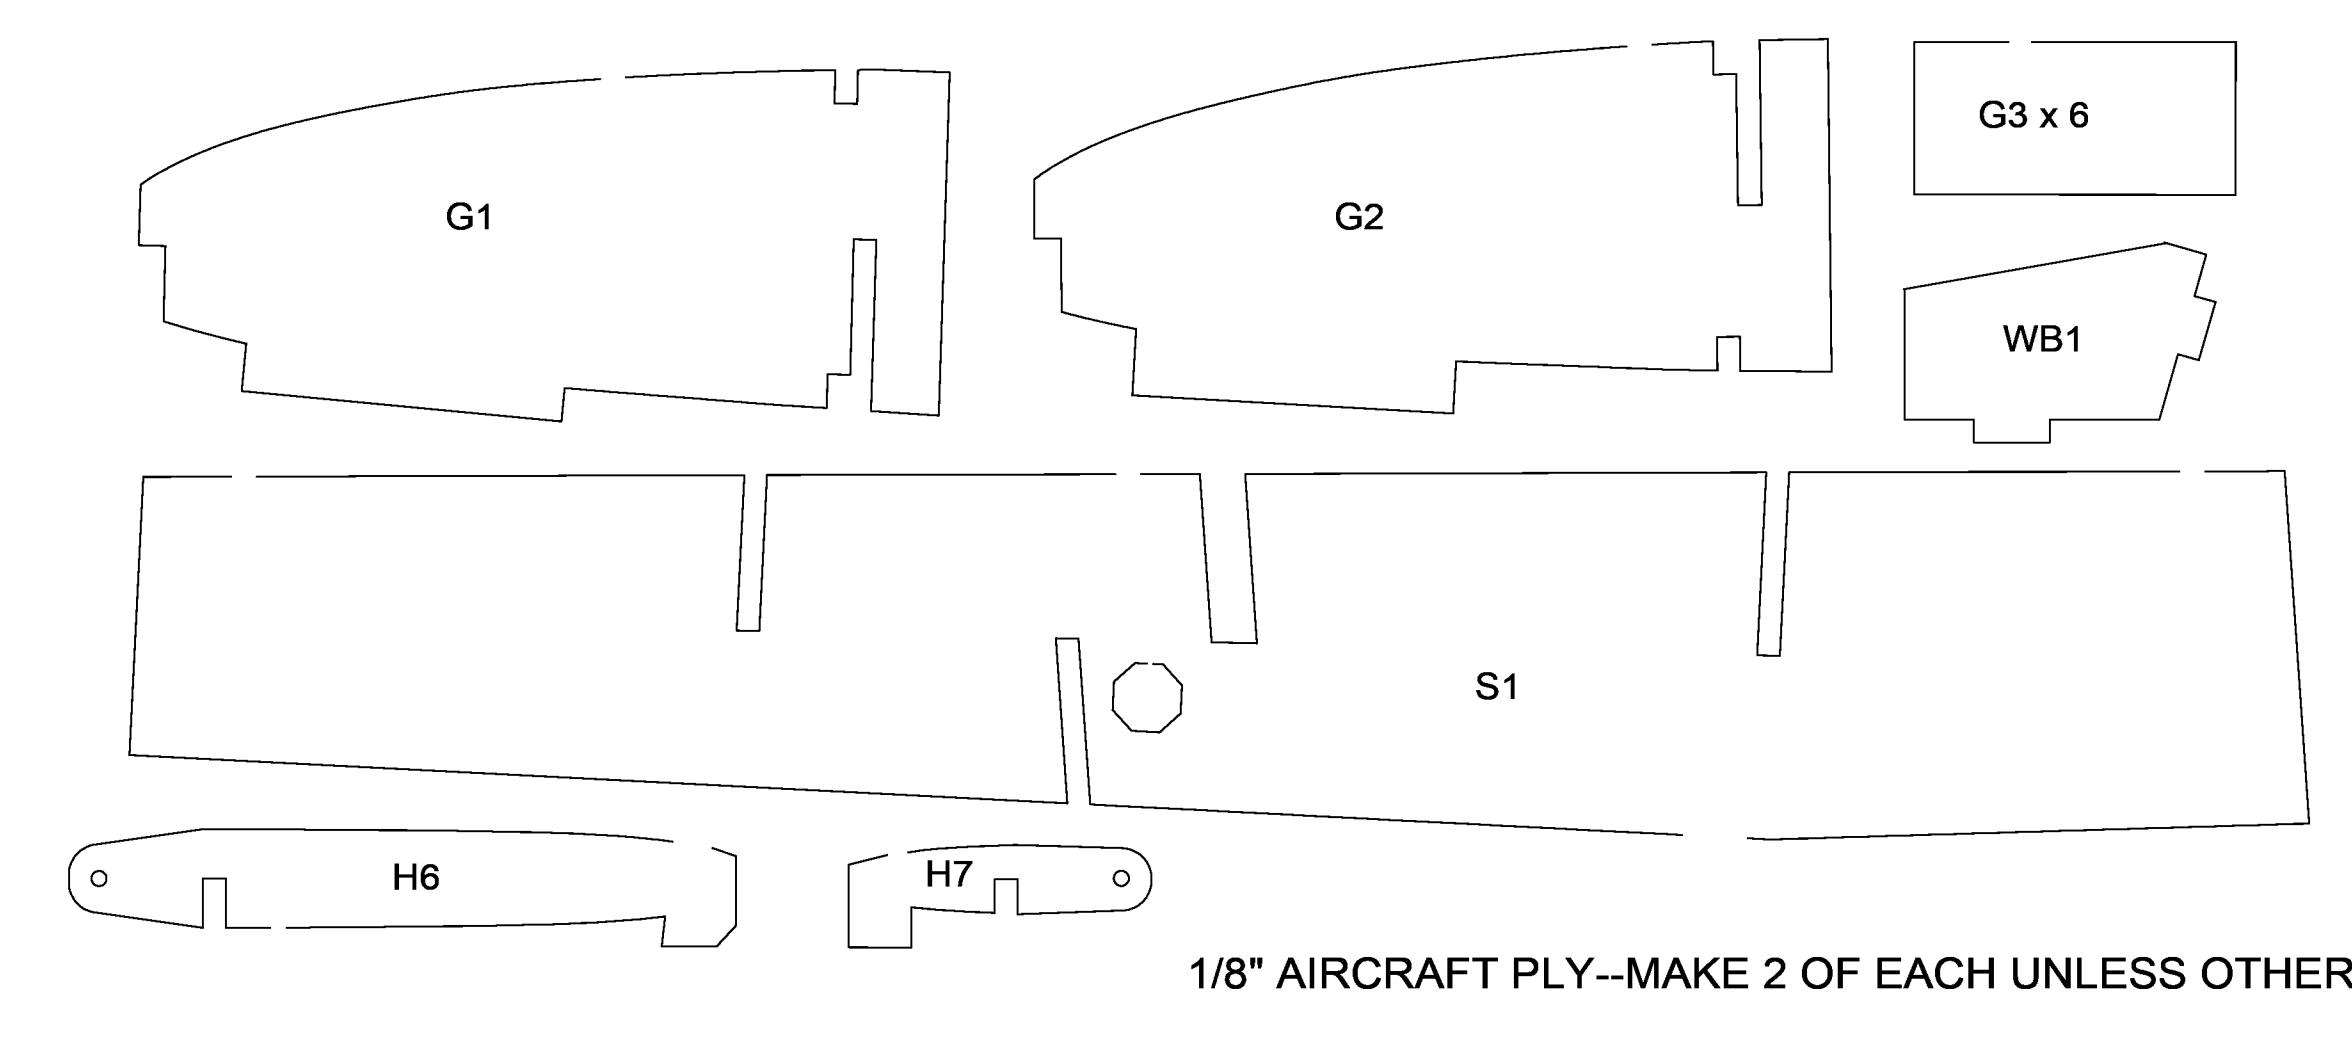 G1
G2
G3 x 6
WB1
S1
H6
H7
1/8" AIRCRAFT PLY--MAKE 2 OF EACH UNLESS OTHER